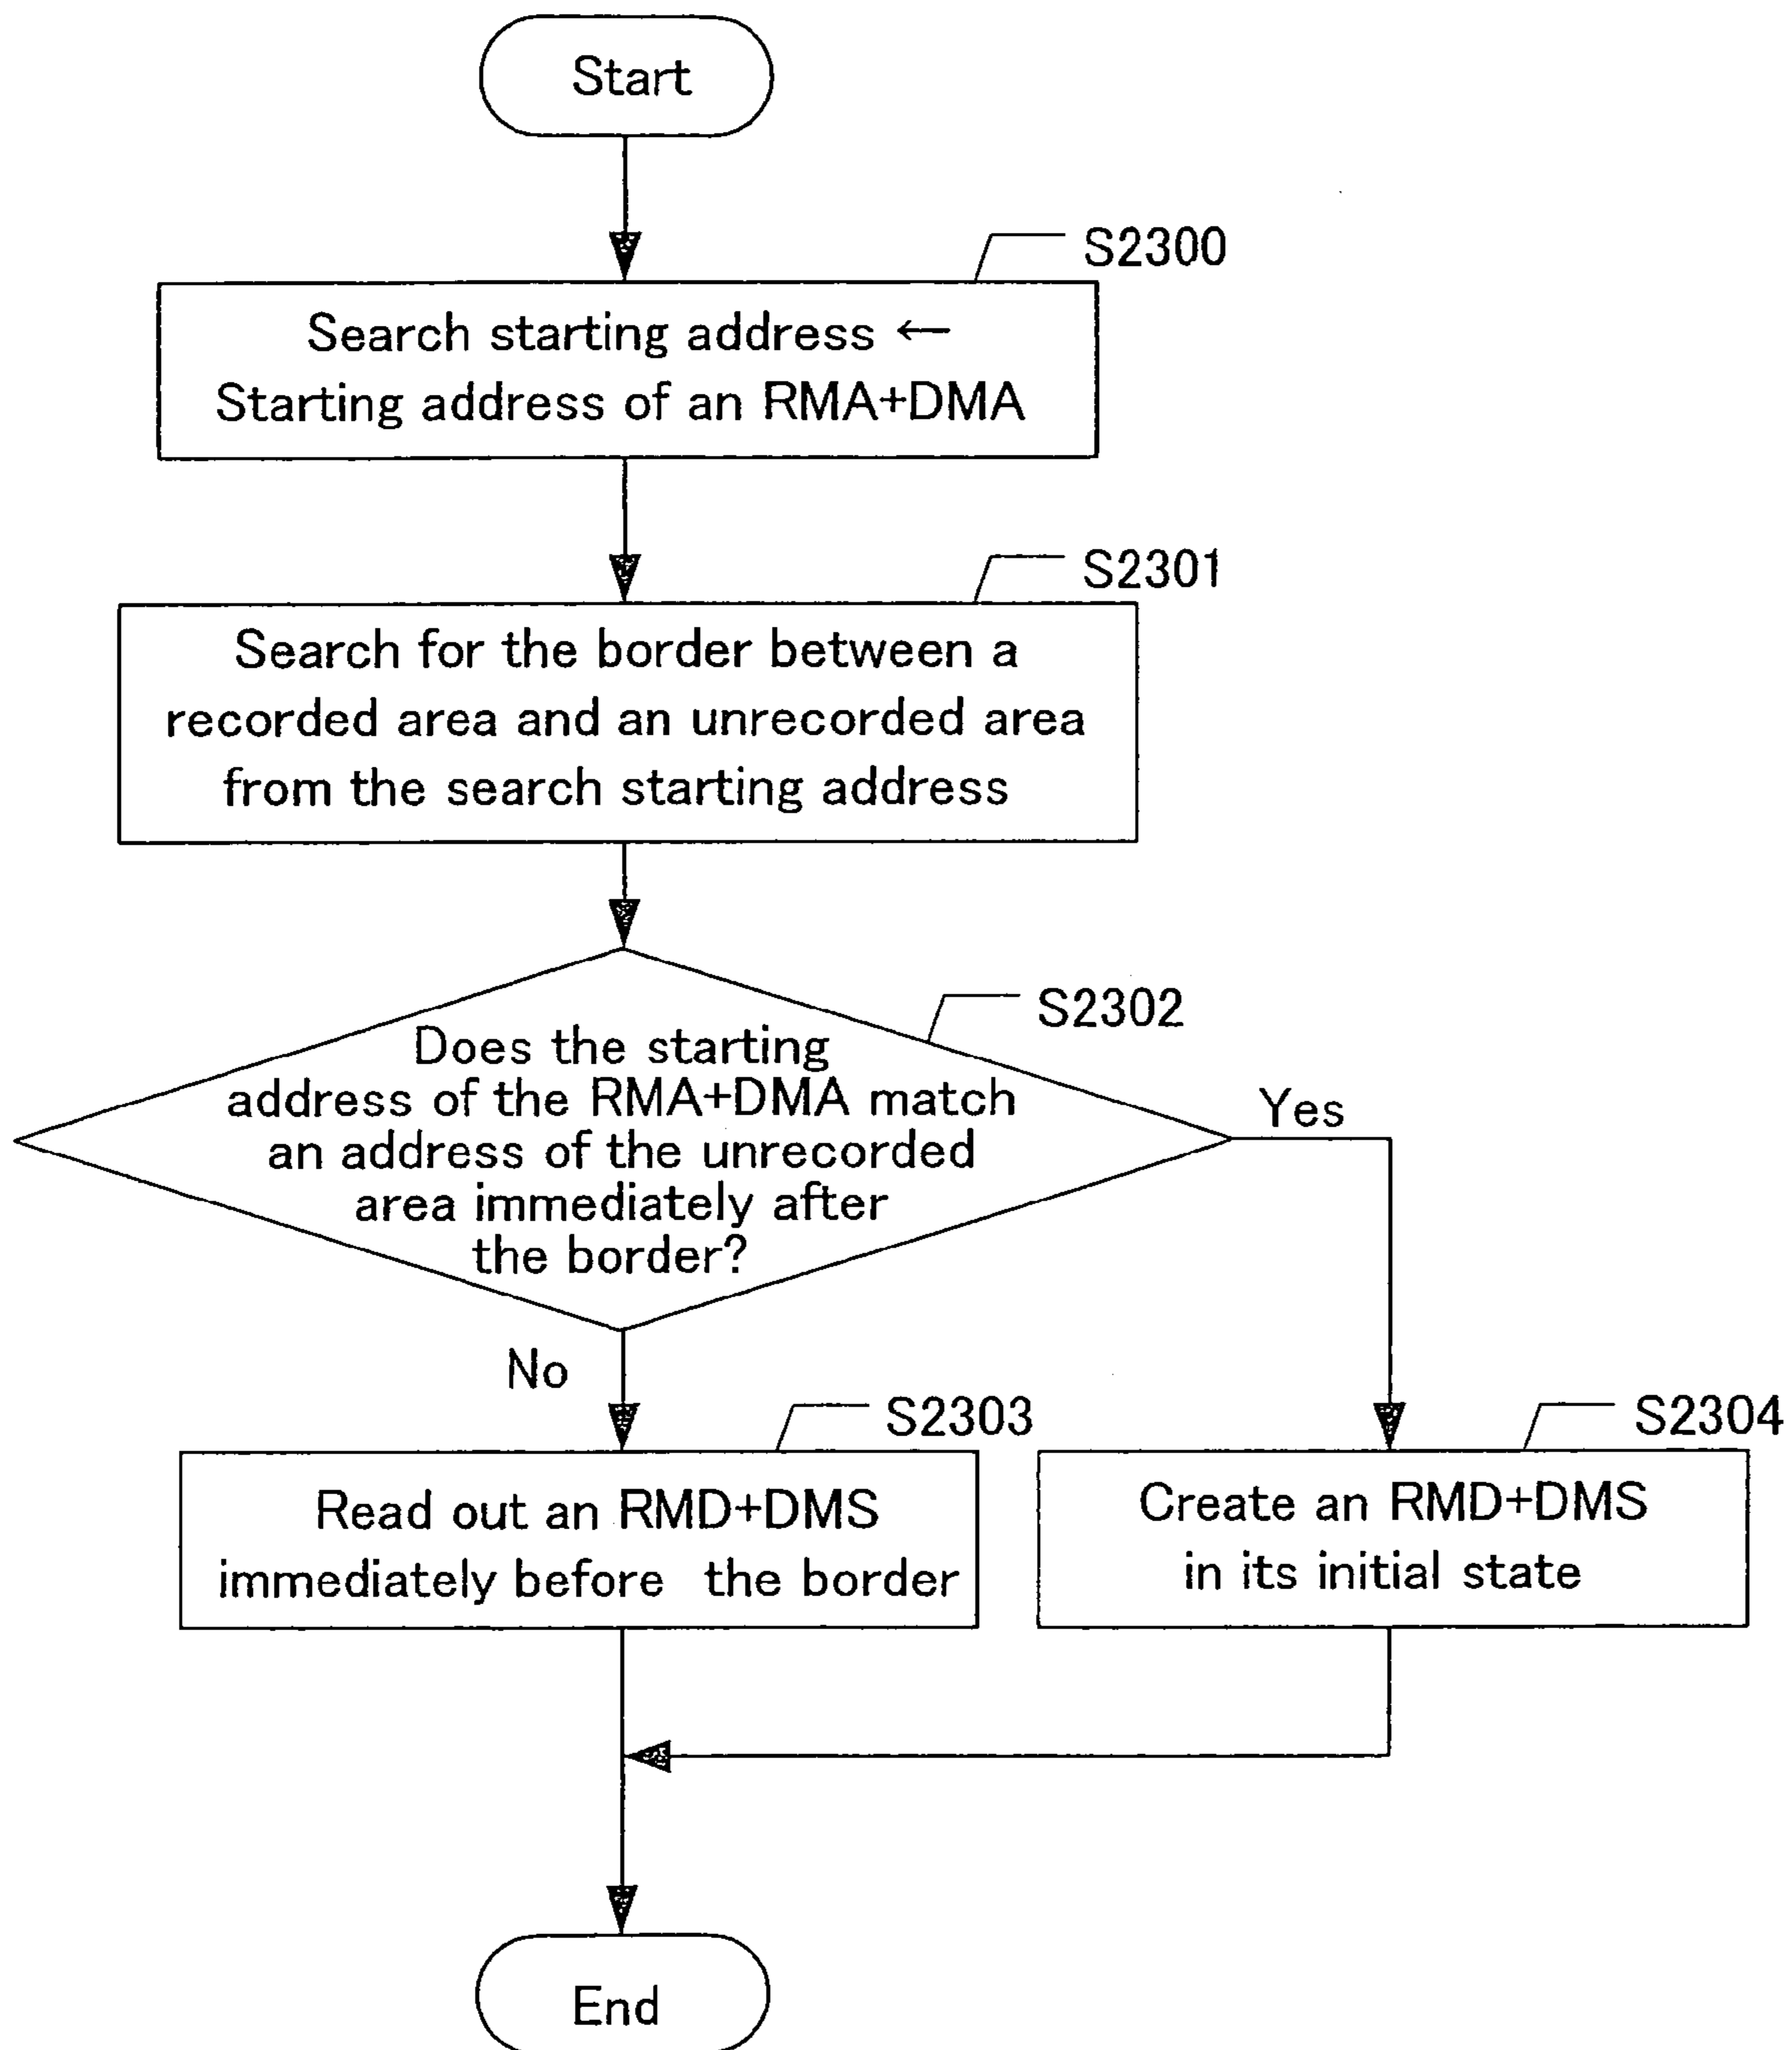 Start
S2300
Search starting address ←
Starting address of an RMA+DMA
S2301
Search for the border between a
recorded area and an unrecorded area
from the search starting address
S2302
Does the starting
address of the RMA+DMA match
an address of the unrecorded
area immediately after
the border?
Yes
No
S2303
Read out an RMD+DMS
immediately before the border
S2304
Create an RMD+DMS
in its initial state
End